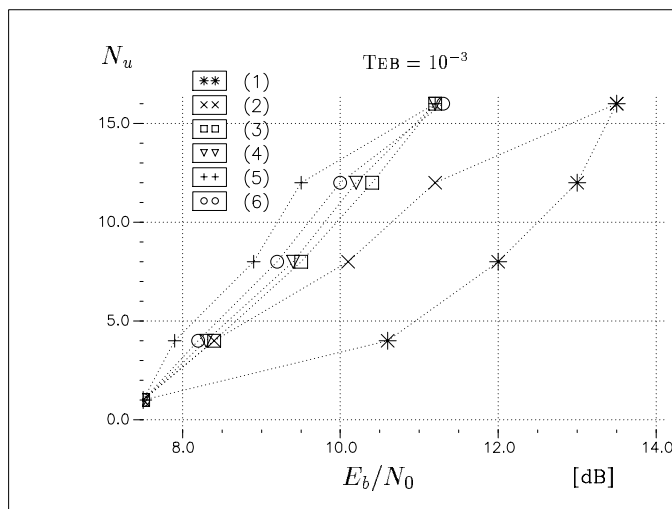 N_u
TEB = 10^{-3}
(1)
(2)
(3)
(4)
(5)
(6)
15.0
10.0
5.0
0.0
8.0 10.0 12.0 14.0
E_b/N_0 [dB]